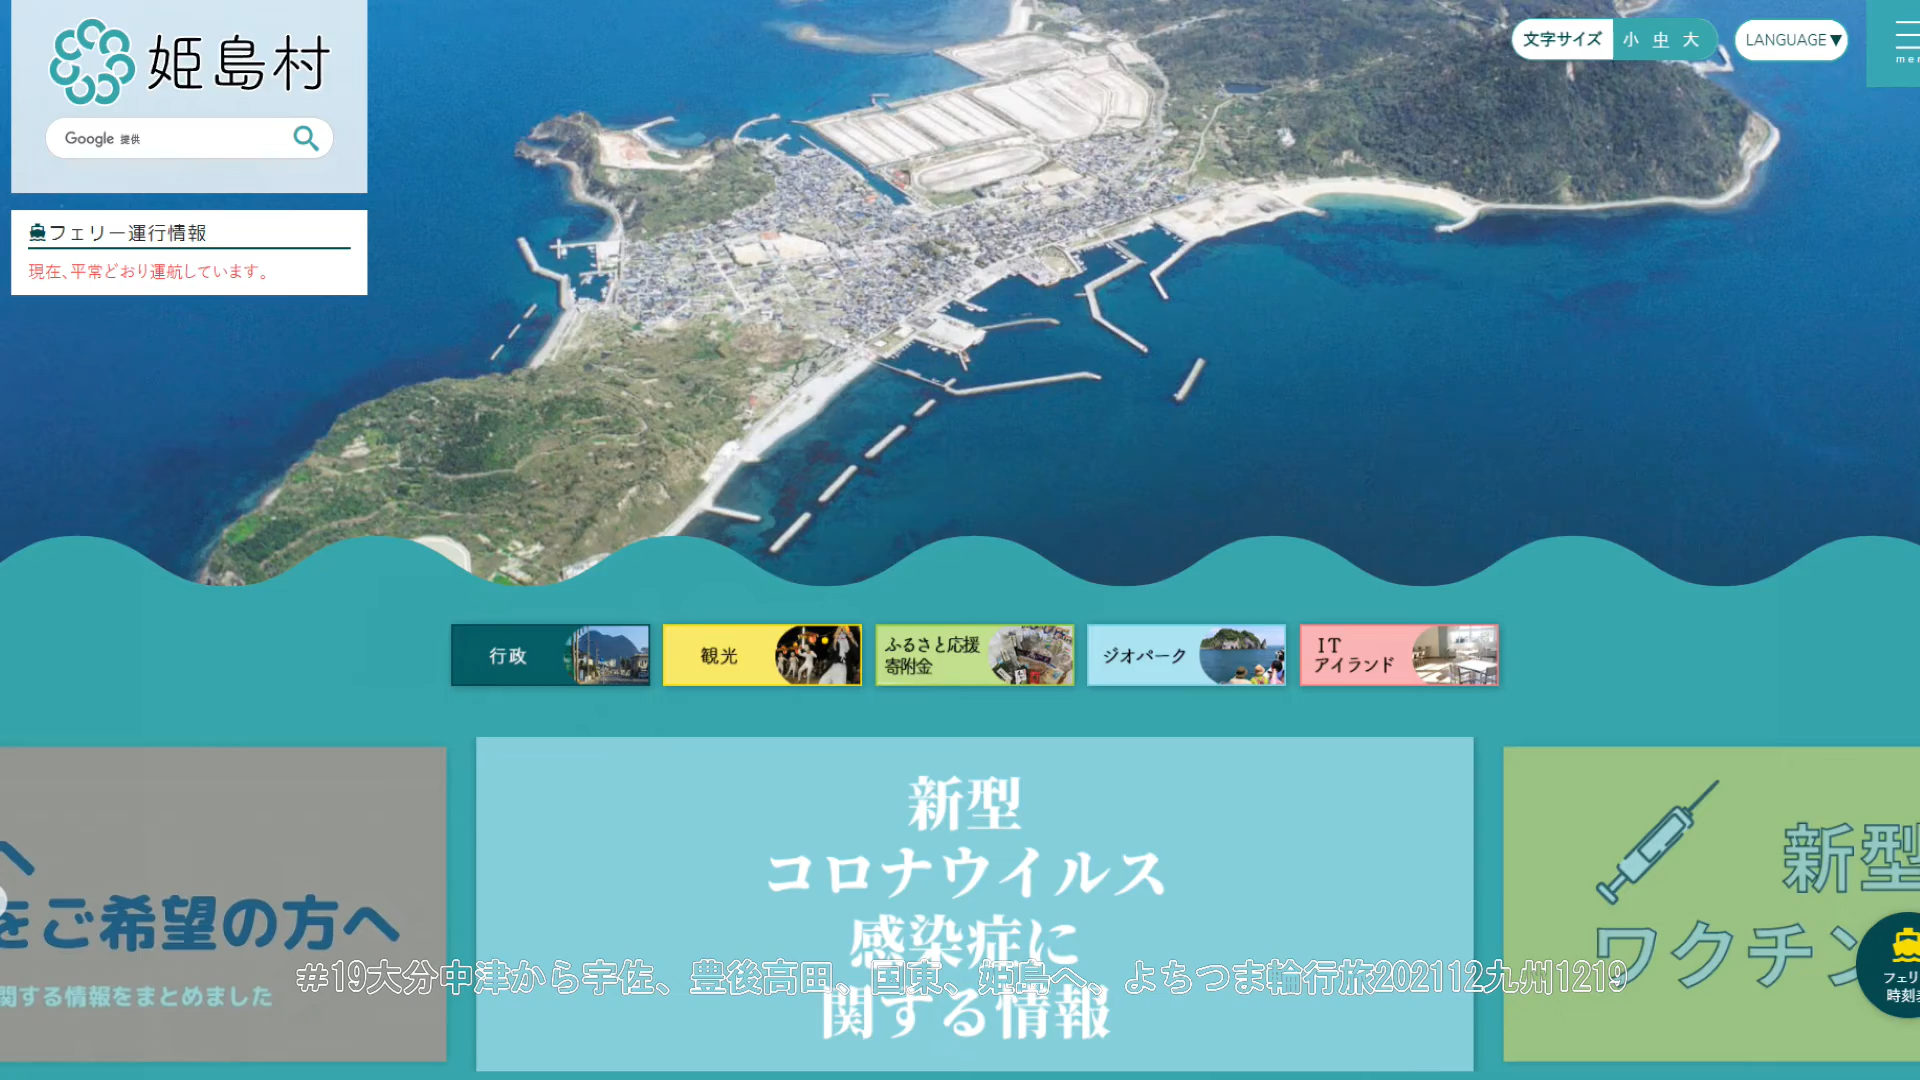 姫島村
Google 提供
フェリー運行情報
現在、平常どおり運航しています。
文字サイズ 小 中 大
LANGUAGE▼
行政
観光
ふるさと応援
寄附金
ジオパーク
IT
アイランド
へ
をご希望の方へ
関する情報をまとめました
新型
コロナウイルス
感染症に
関する情報
新型
ワクチン
#19大分中津から宇佐、豊後高田、国東、姫島へ、よちつま輪行旅202112九州1219
フェリ
時刻